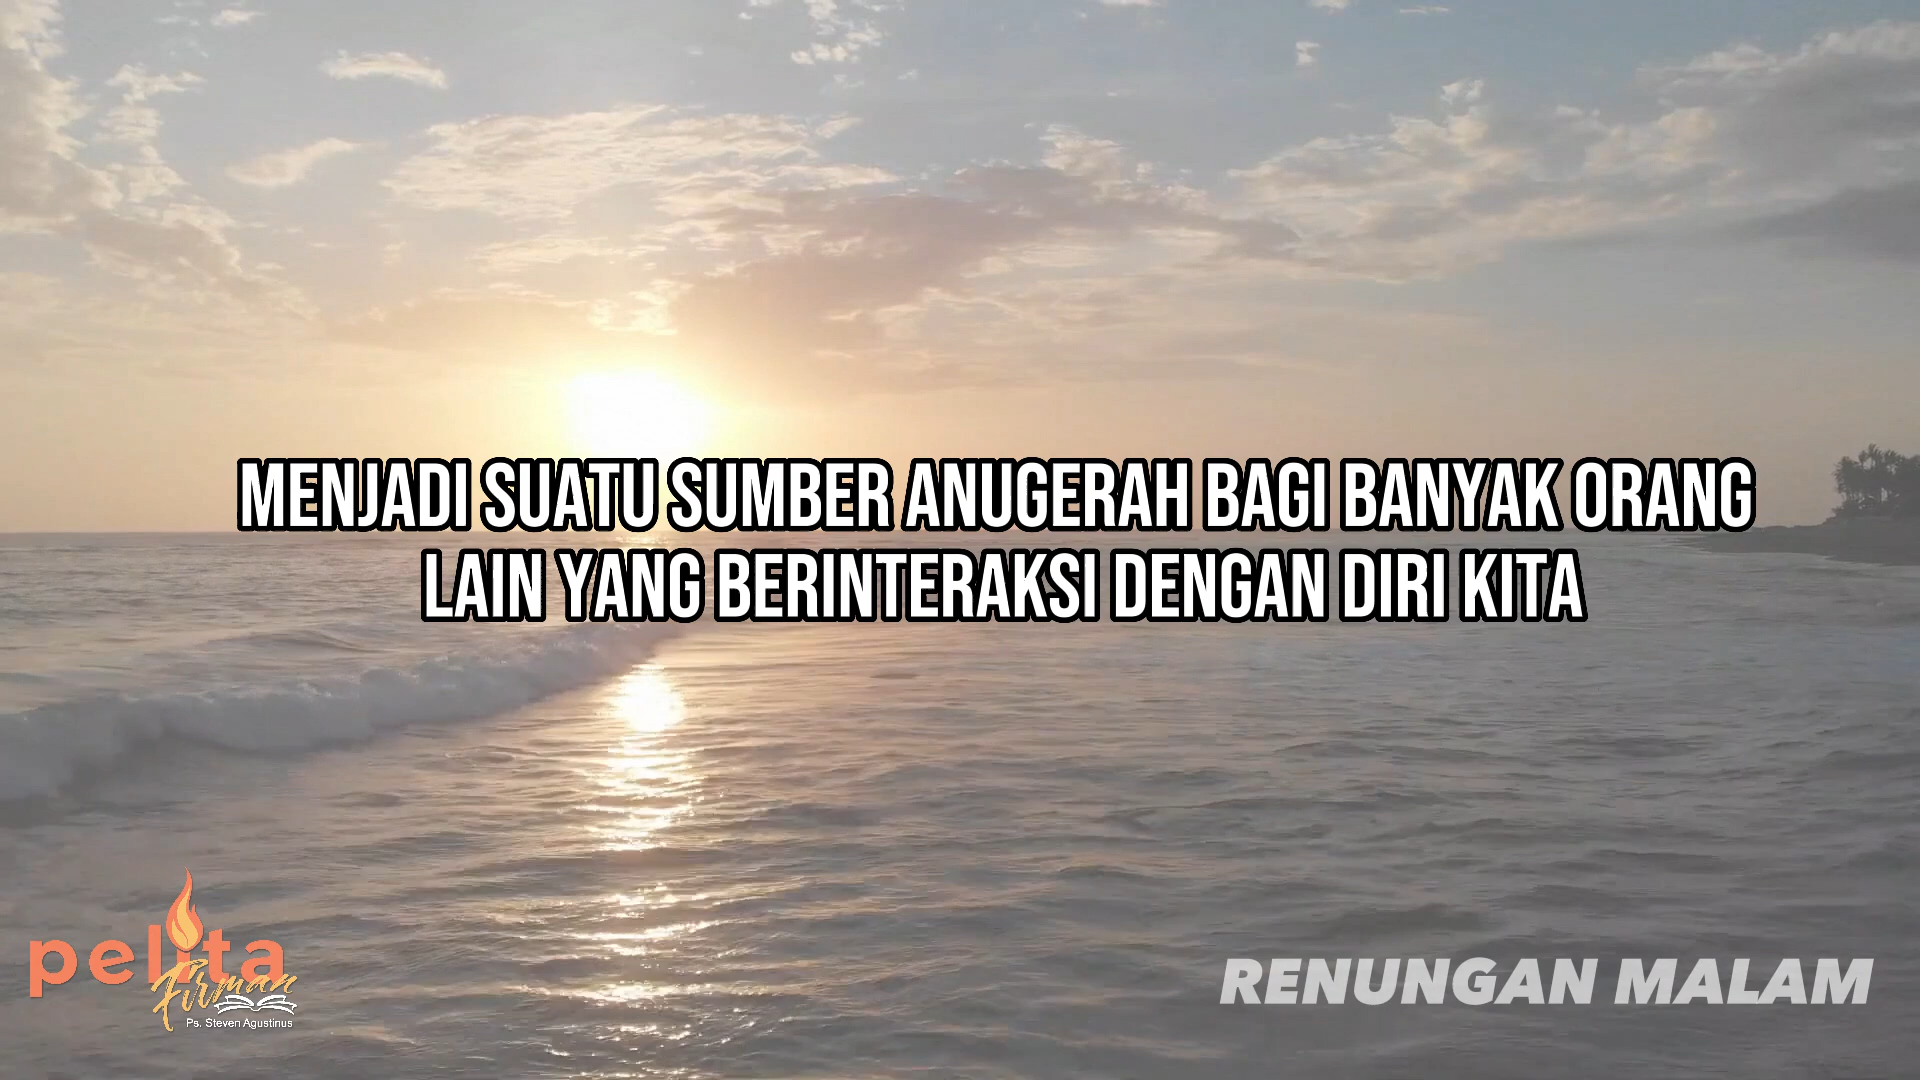 MENJADI SUATU SUMBER ANUGERAH BAGI BANYAK ORANG
LAIN YANG BERINTERAKSI DENGAN DIRI KITA
pelita
Firman
Ps. Steven Agustinus
RENUNGAN MALAM